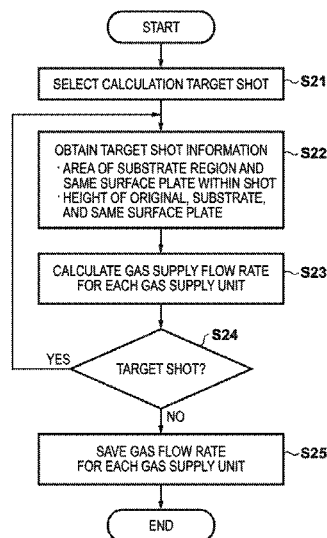 START
SELECT CALCULATION TARGET SHOT
S21
OBTAIN TARGET SHOT INFORMATION
· AREA OF SUBSTRATE REGION AND
SAME SURFACE PLATE WITHIN SHOT
· HEIGHT OF ORIGINAL, SUBSTRATE,
AND SAME SURFACE PLATE
S22
CALCULATE GAS SUPPLY FLOW RATE
FOR EACH GAS SUPPLY UNIT
S23
S24
YES
TARGET SHOT?
NO
SAVE GAS FLOW RATE
FOR EACH GAS SUPPLY UNIT
S25
END